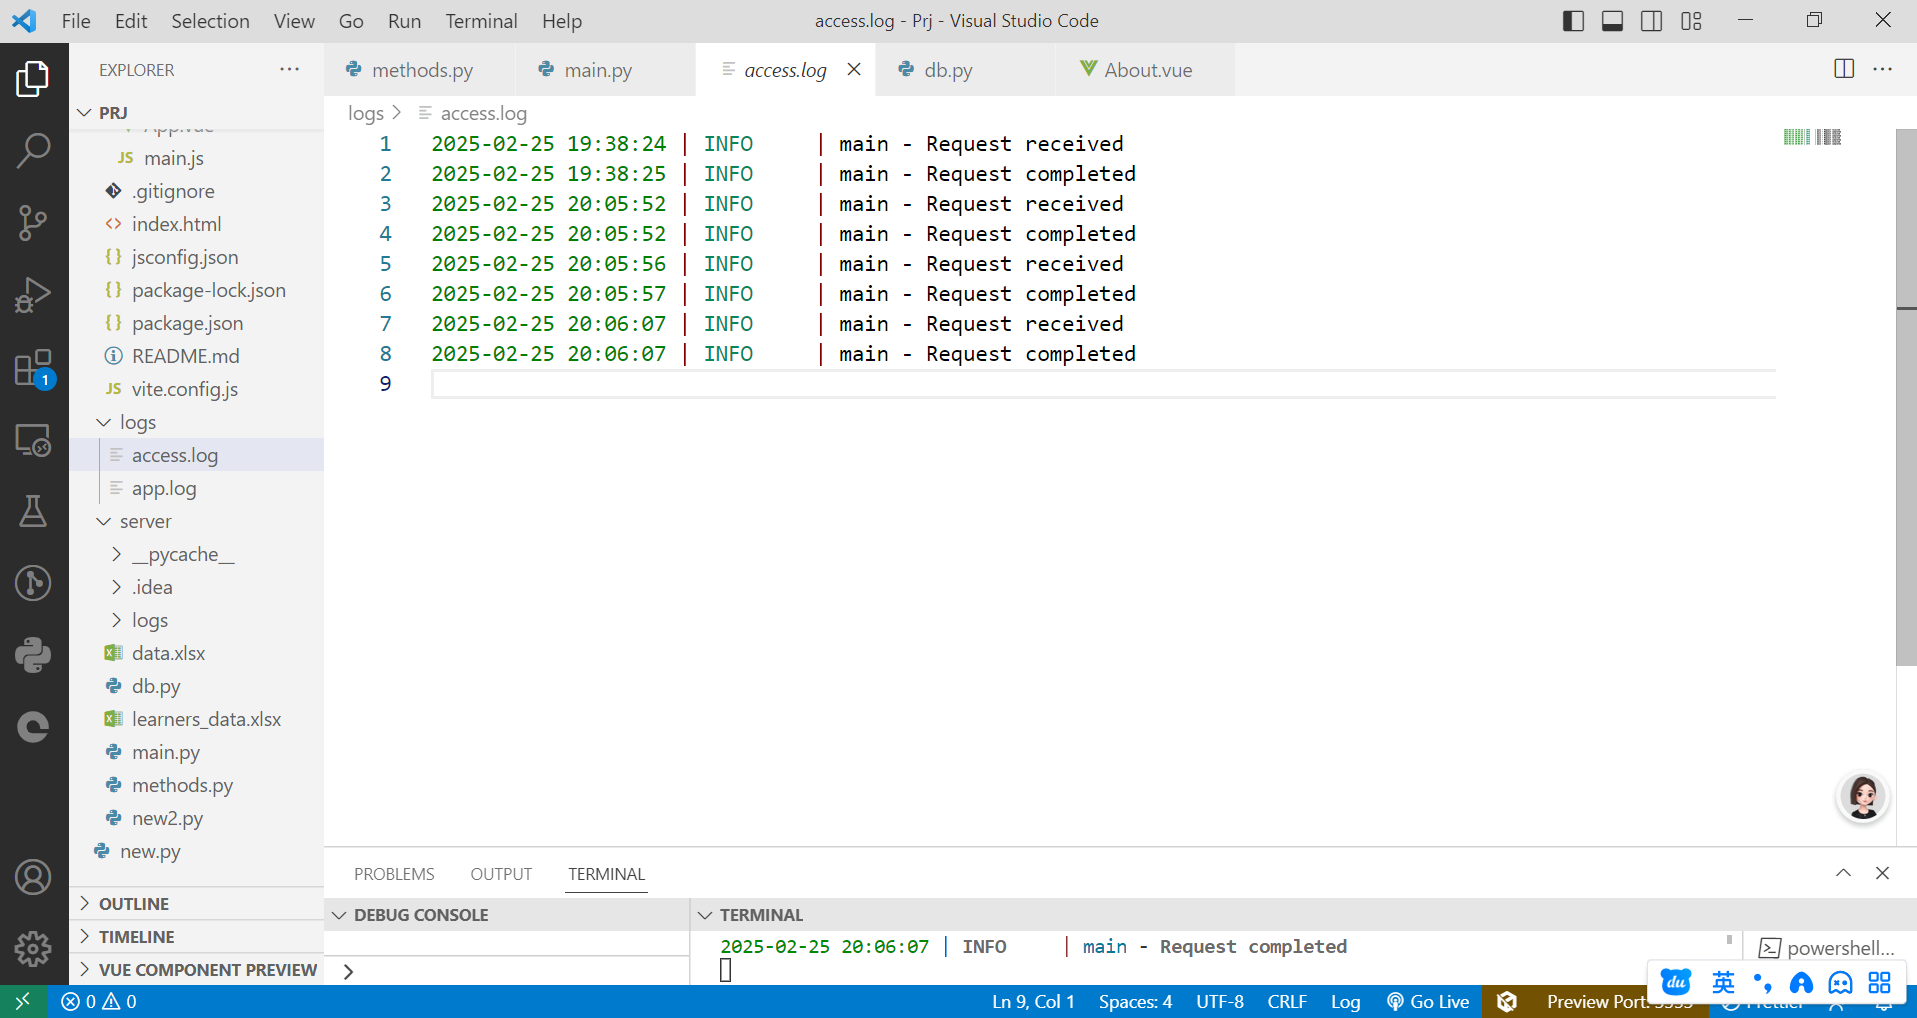 File Edit Selection View Go Run Terminal Help
access.log - Prj - Visual Studio Code
EXPLORER
methods.py
main.py
access.log
db.py
About.vue
PRJ
logs
access.log
App.vue
main.js
.gitignore
index.html
jsconfig.json
package-lock.json
package.json
README.md
vite.config.js
logs
access.log
app.log
server
__pycache__
.idea
logs
data.xlsx
db.py
learners_data.xlsx
main.py
methods.py
new2.py
new.py
OUTLINE
TIMELINE
VUE COMPONENT PREVIEW
1
1 2025-02-25 19:38:24 | INFO | main - Request received
2 2025-02-25 19:38:25 | INFO | main - Request completed
3 2025-02-25 20:05:52 | INFO | main - Request received
4 2025-02-25 20:05:52 | INFO | main - Request completed
5 2025-02-25 20:05:56 | INFO | main - Request received
6 2025-02-25 20:05:57 | INFO | main - Request completed
7 2025-02-25 20:06:07 | INFO | main - Request received
8 2025-02-25 20:06:07 | INFO | main - Request completed
9
PROBLEMS OUTPUT TERMINAL
DEBUG CONSOLE
TERMINAL
2025-02-25 20:06:07 | INFO | main - Request completed
powershell...
du 英
0 0
Ln 9, Col 1 Spaces: 4 UTF-8 CRLF Log Go Live Preview Port: